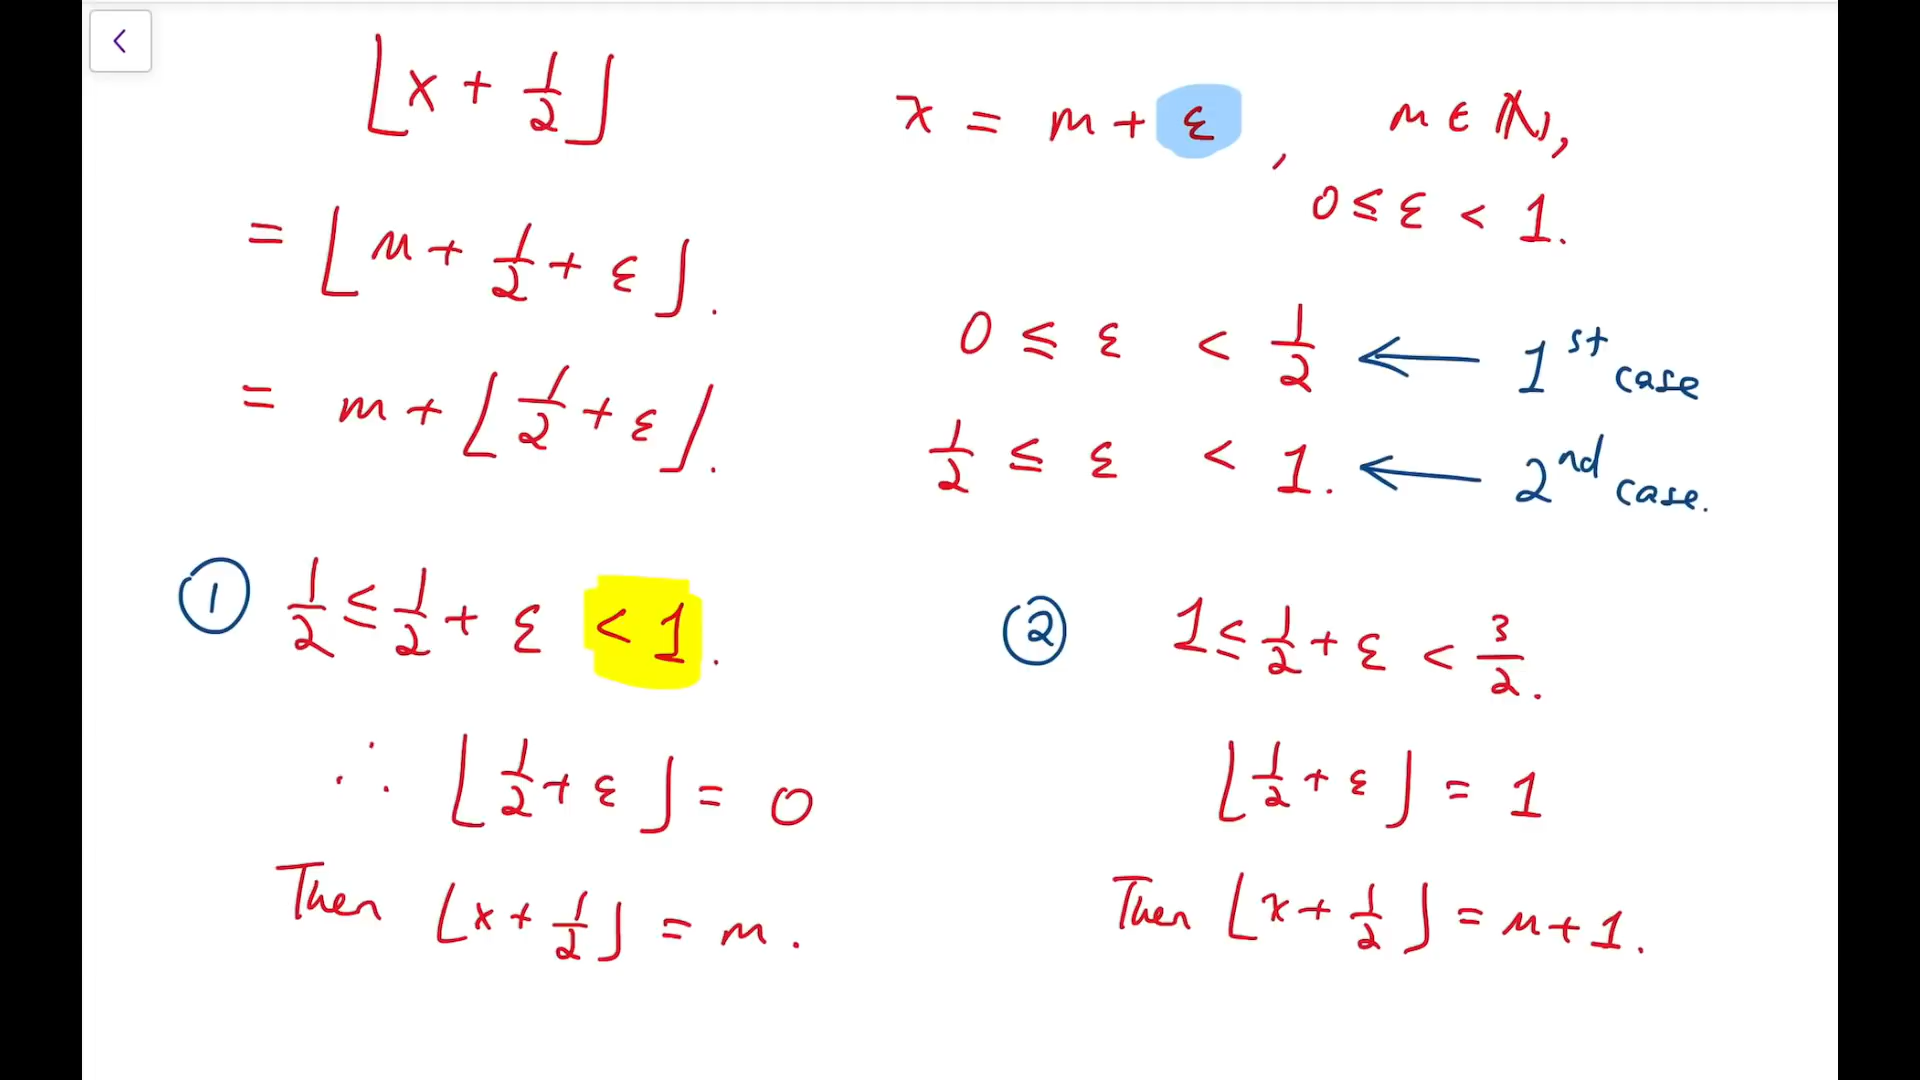 ⌊x + 1/2⌋
x = m + ε, m ∈ ℕ,
0 ≤ ε < 1.
= ⌊m + 1/2 + ε⌋.
= m + ⌊1/2 + ε⌋.
0 ≤ ε < 1/2 ← 1st case
1/2 ≤ ε < 1. ← 2nd case.
① 1/2 ≤ 1/2 + ε < 1.
∴ ⌊1/2 + ε⌋ = 0
Then ⌊x + 1/2⌋ = m.
② 1 ≤ 1/2 + ε < 3/2.
⌊1/2 + ε⌋ = 1
Then ⌊x + 1/2⌋ = m + 1.